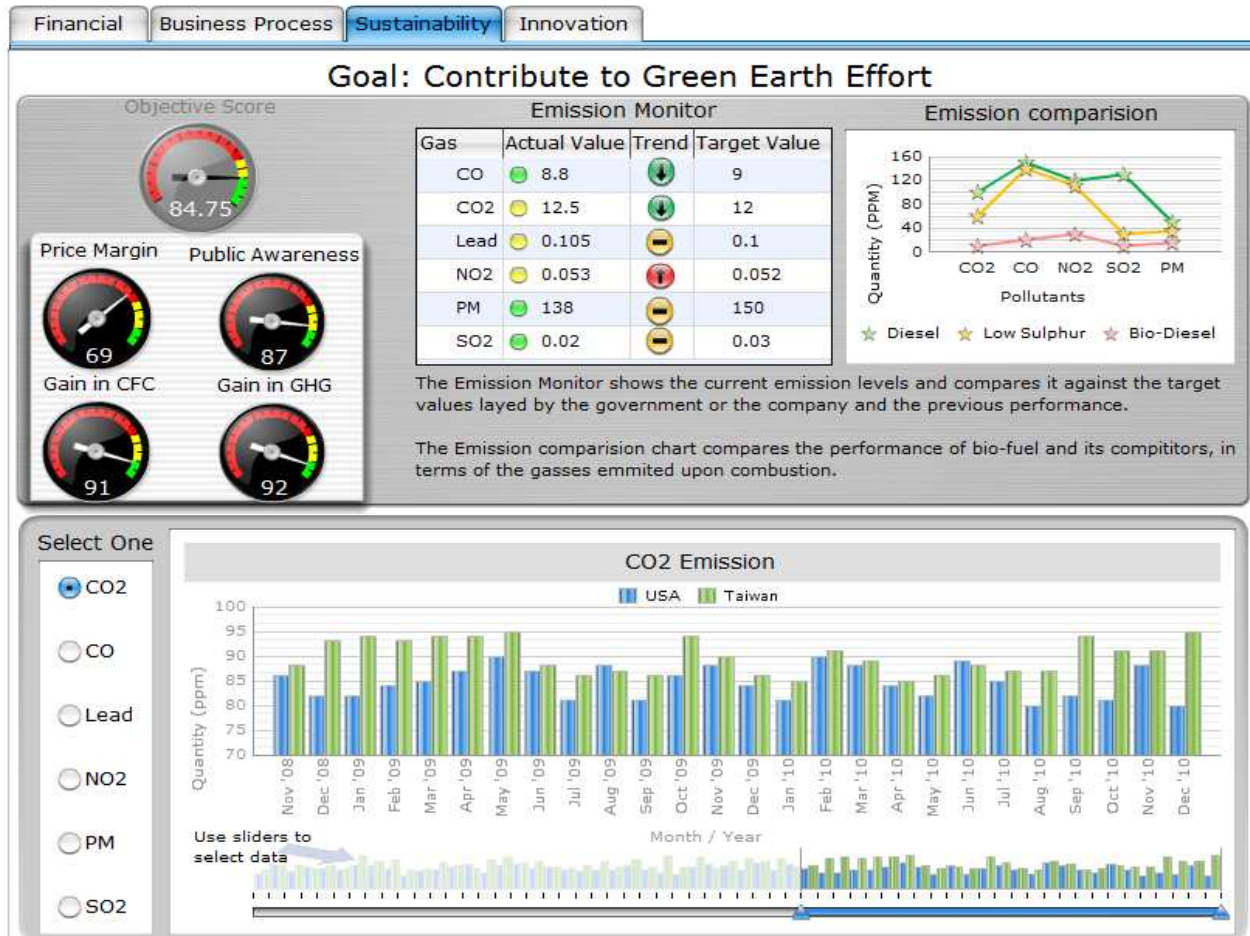 Financial Business Process Sustainability Innovation
Goal: Contribute to Green Earth Effort
Objective Score
84.75
Price Margin Public Awareness
69 87
Gain in CFC Gain in GHG
91 92
Emission Monitor
Gas Actual Value Trend Target Value
CO 8.8 9
CO2 12.5 12
Lead 0.105 0.1
NO2 0.053 0.052
PM 138 150
SO2 0.02 0.03
Emission comparision
Quantity (PPM)
160
120
80
40
0
CO2 CO NO2 SO2 PM
Pollutants
Diesel Low Sulphur Bio-Diesel
The Emission Monitor shows the current emission levels and compares it against the target
values layed by the government or the company and the previous performance.
The Emission comparision chart compares the performance of bio-fuel and its compititors, in
terms of the gasses emmited upon combustion.
Select One
CO2
CO
Lead
NO2
PM
SO2
CO2 Emission
USA Taiwan
Quantity (ppm)
100
95
90
85
80
75
70
Nov '08 Dec '08 Jan '09 Feb '09 Mar '09 Apr '09 May '09 Jun '09 Jul '09 Aug '09 Sep '09 Oct '09 Nov '09 Dec '09 Jan '10 Feb '10 Mar '10 Apr '10 May '10 Jun '10 Jul '10 Aug '10 Sep '10 Oct '10 Nov '10 Dec '10
Month / Year
Use sliders to
select data